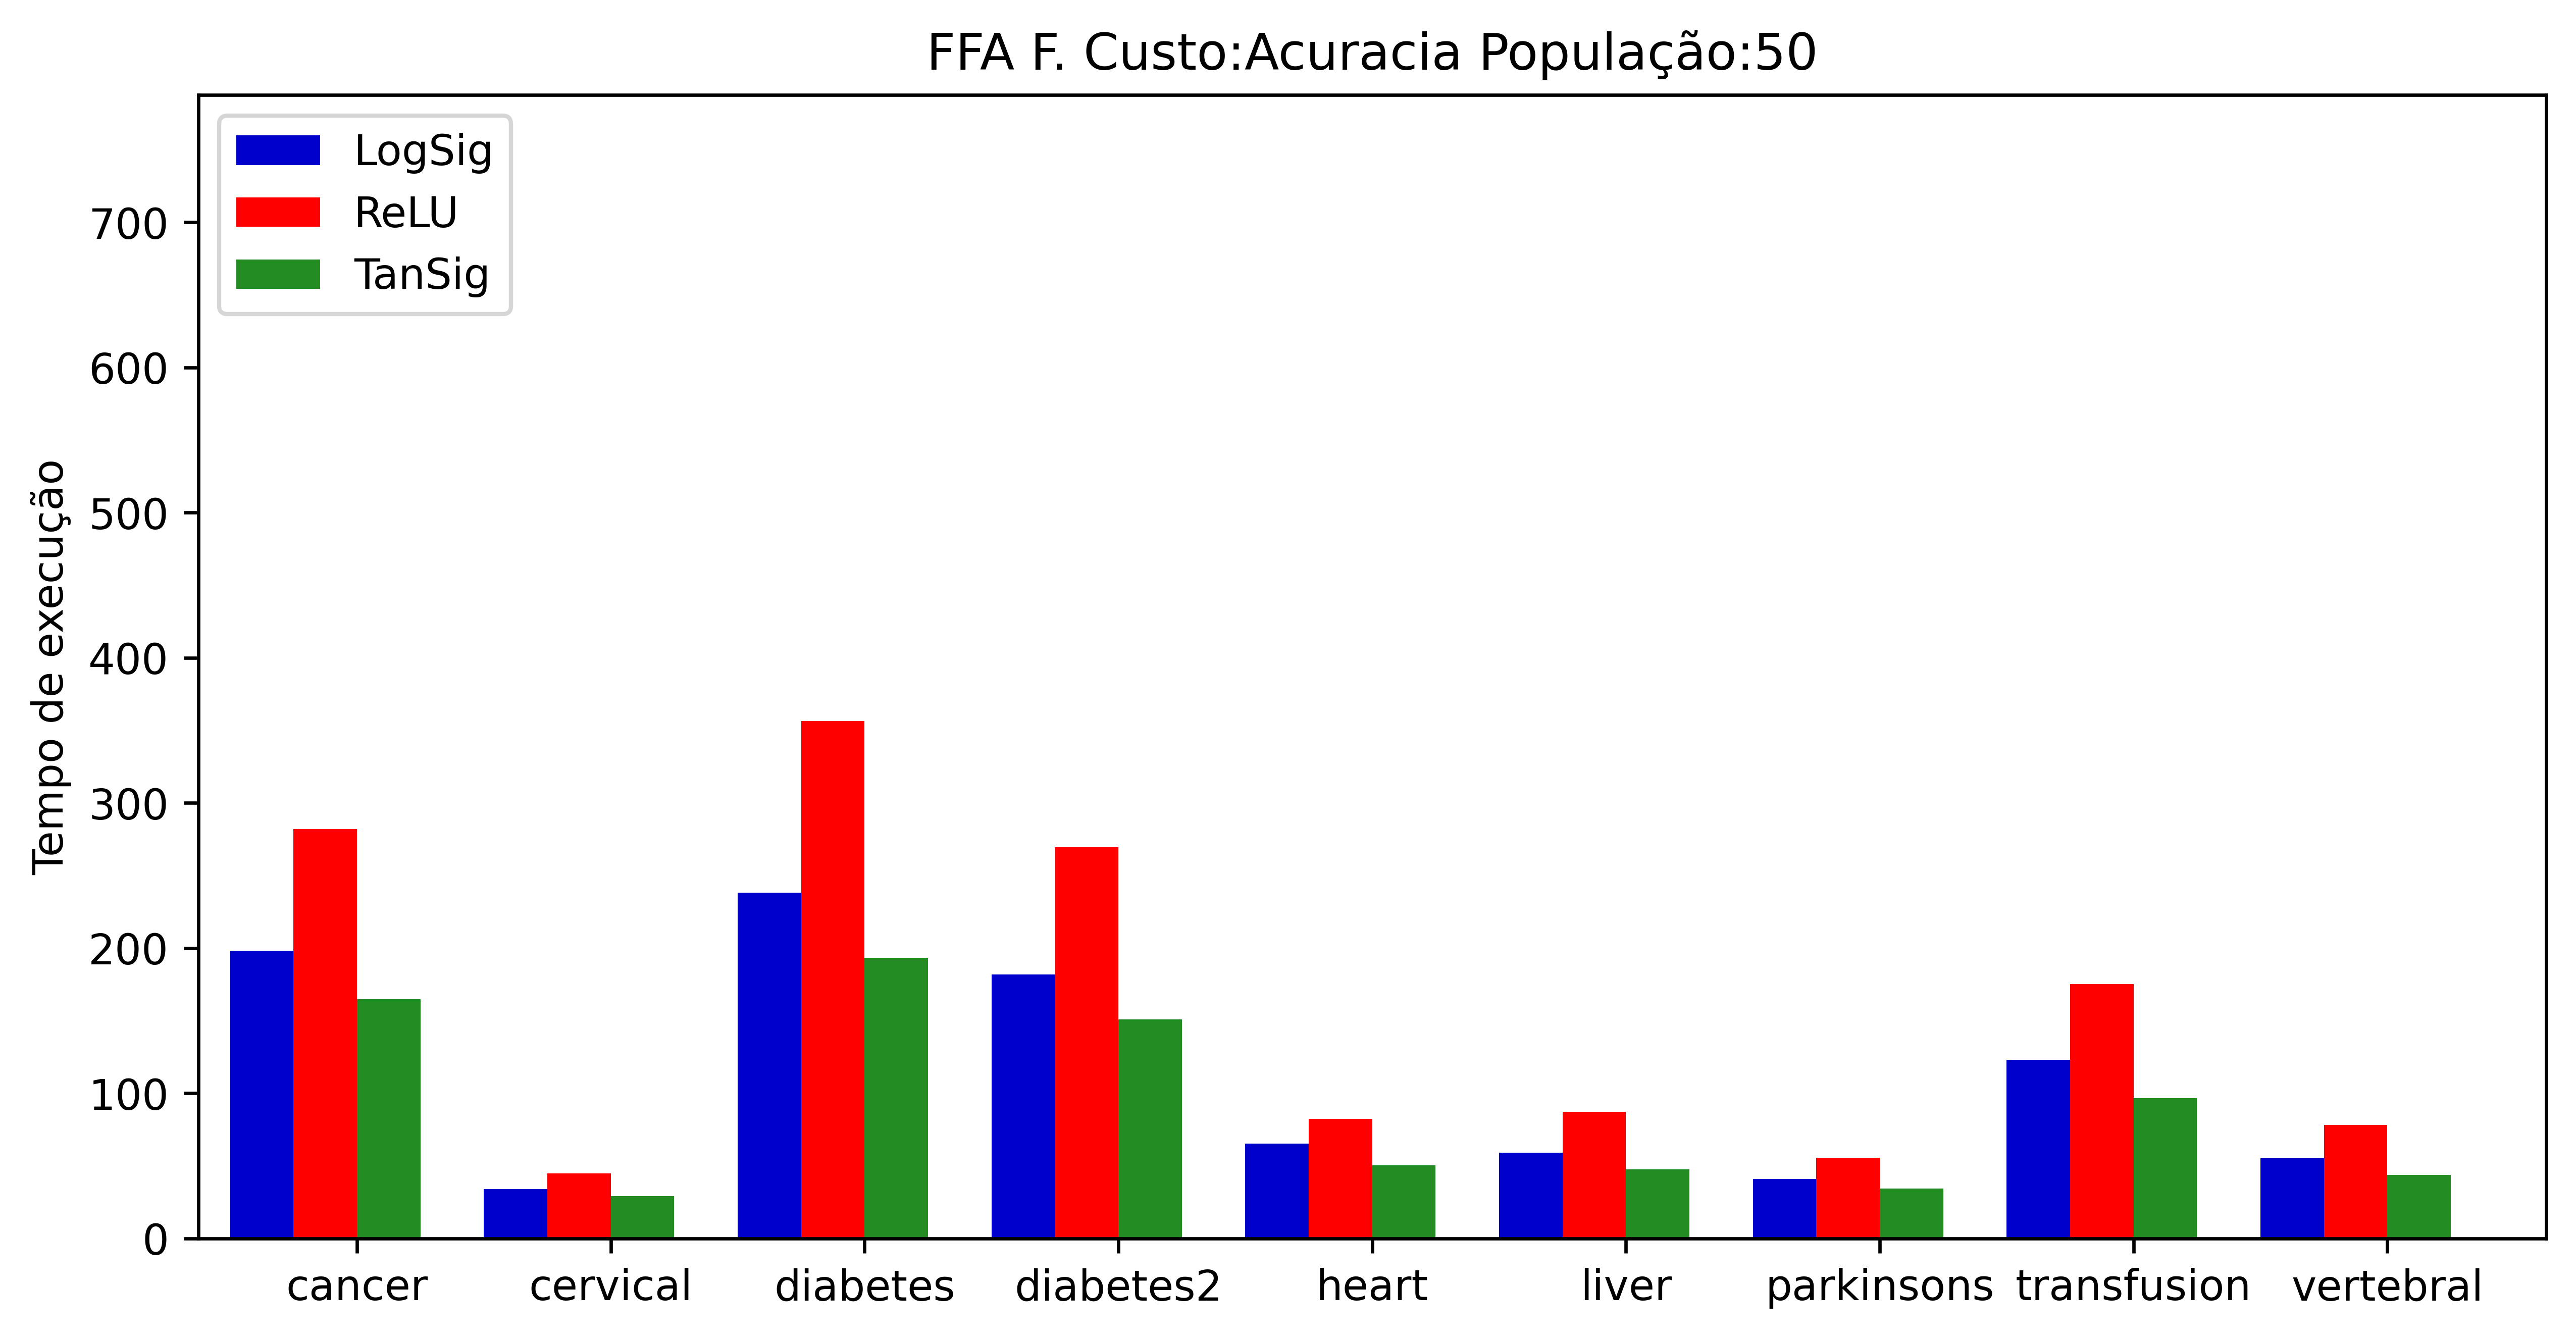 FFA F. Custo:Acuracia População:50
LogSig
ReLU
TanSig
Tempo de execução
700
600
500
400
300
200
100
0
cancer cervical diabetes diabetes2 heart liver parkinsons transfusion vertebral